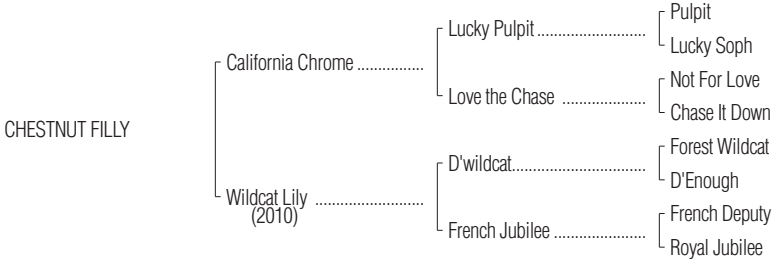 Pulpit
Lucky Pulpit ..........................
Lucky Soph
California Chrome ................
Not For Love
Love the Chase ....................
Chase It Down
CHESTNUT FILLY
Forest Wildcat
D'wildcat................................
D'Enough
Wildcat Lily ..........................
(2010)
French Deputy
French Jubilee ......................
Royal Jubilee